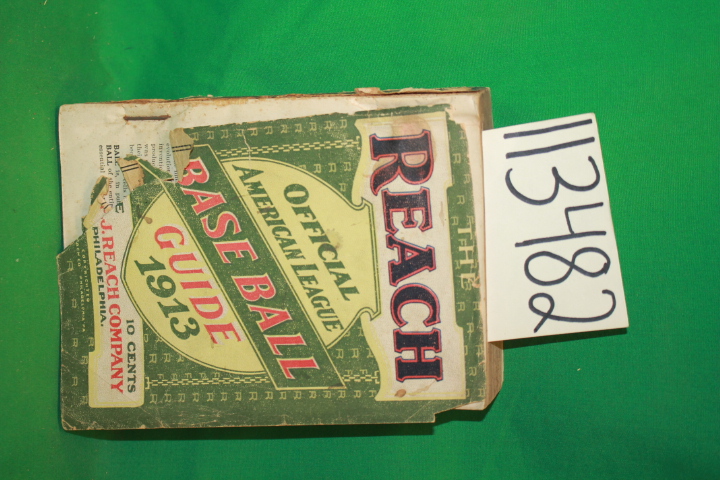 THE
REACH
OFFICIAL
AMERICAN LEAGUE
BASE BALL
GUIDE
1913
10 CENTS
J. REACH COMPANY
PHILADELPHIA.
113482